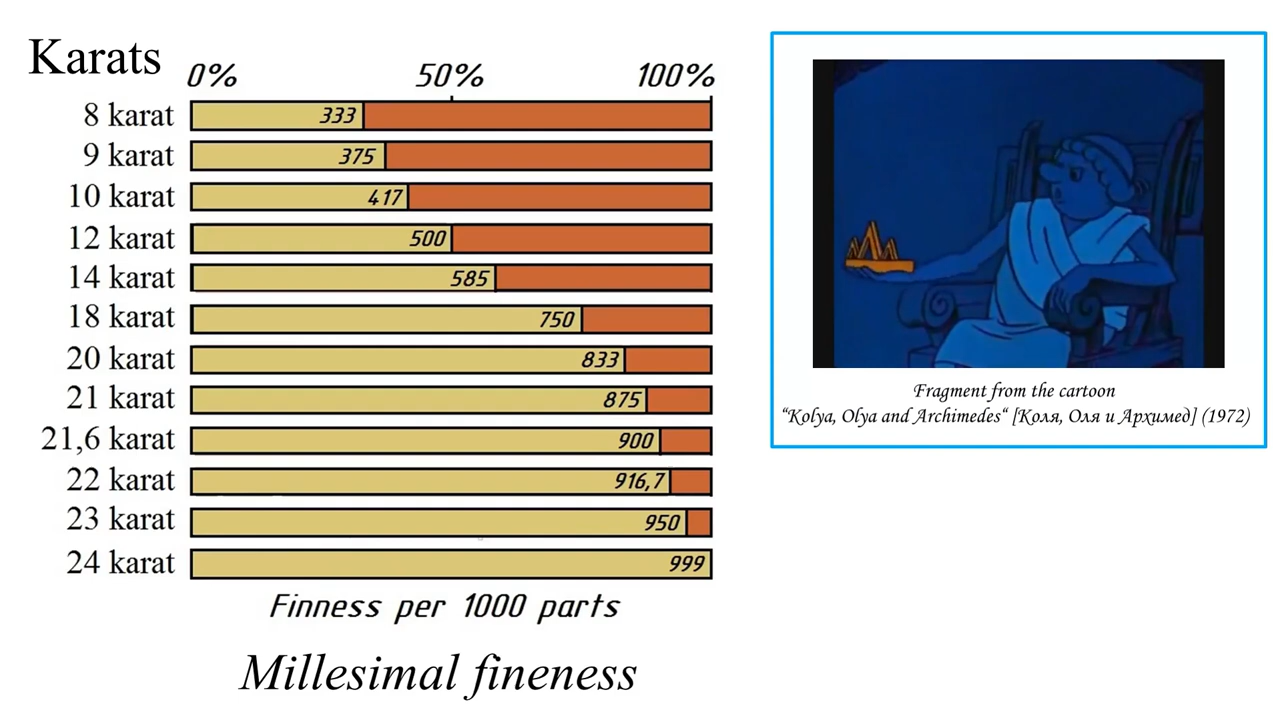 Karats
0% 50% 100%
8 karat 333
9 karat 375
10 karat 417
12 karat 500
14 karat 585
18 karat 750
20 karat 833
21 karat 875
21,6 karat 900
22 karat 916,7
23 karat 950
24 karat 999
Finness per 1000 parts
Millesimal fineness
Fragment from the cartoon
“Kolya, Olya and Archimedes“ [Коля, Оля и Архимед] (1972)